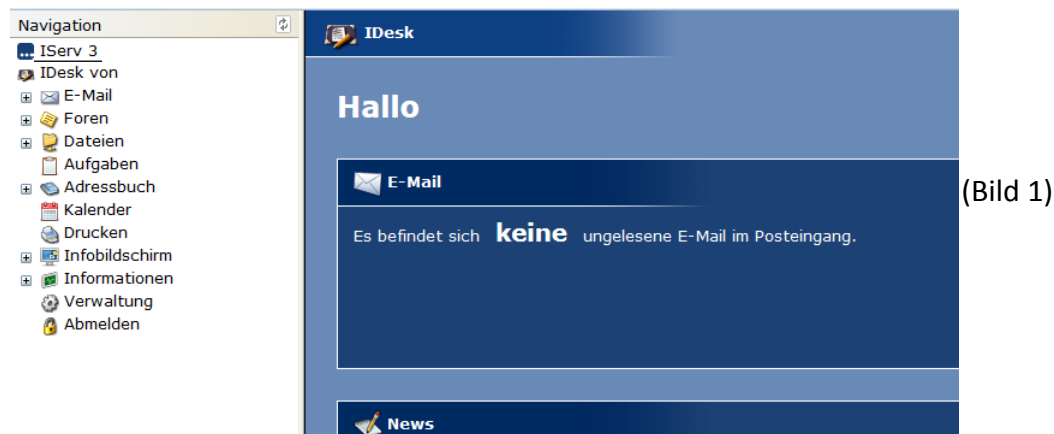 Navigation
IServ 3
IDesk von
E-Mail
Foren
Dateien
Aufgaben
Adressbuch
Kalender
Drucken
Infobildschirm
Informationen
Verwaltung
Abmelden
IDesk
Hallo
E-Mail
Es befindet sich keine ungelesene E-Mail im Posteingang.
News
(Bild 1)